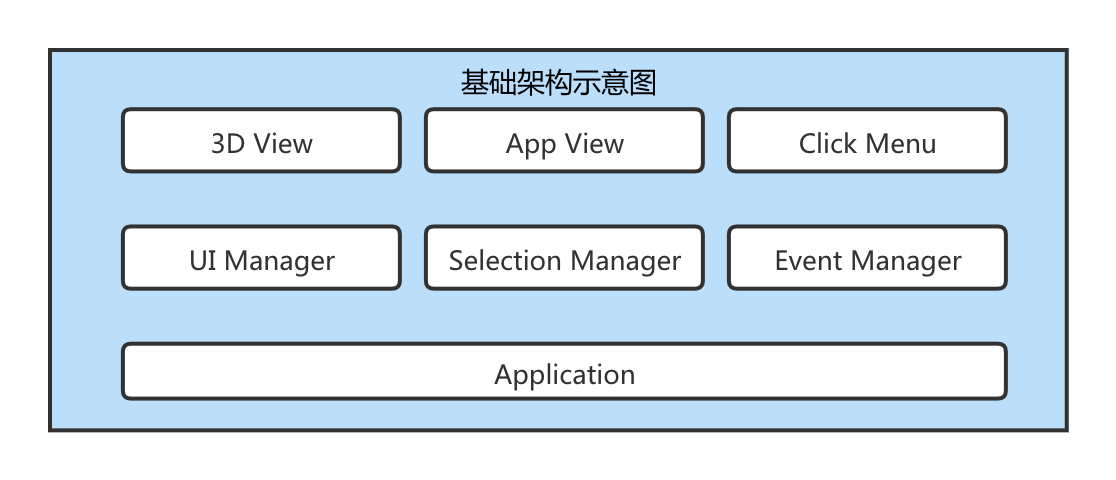 基础架构示意图
3D View
App View
Click Menu
UI Manager
Selection Manager
Event Manager
Application